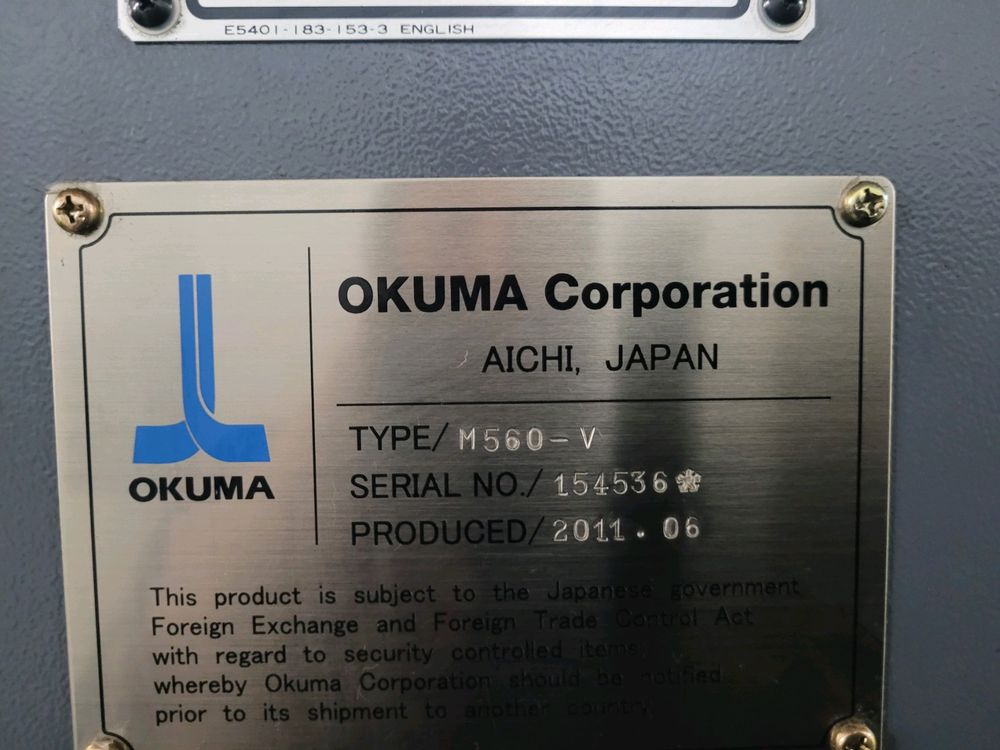 E5401-183-153-3 ENGLISH
OKUMA Corporation
AICHI, JAPAN
OKUMA
TYPE/ M560-V
SERIAL NO./ 154536
PRODUCED/ 2011.06
This product is subject to the Japanese government
Foreign Exchange and Foreign Trade Control Act
with regard to security controlled items,
whereby Okuma Corporation should be notified
prior to its shipment to another country.